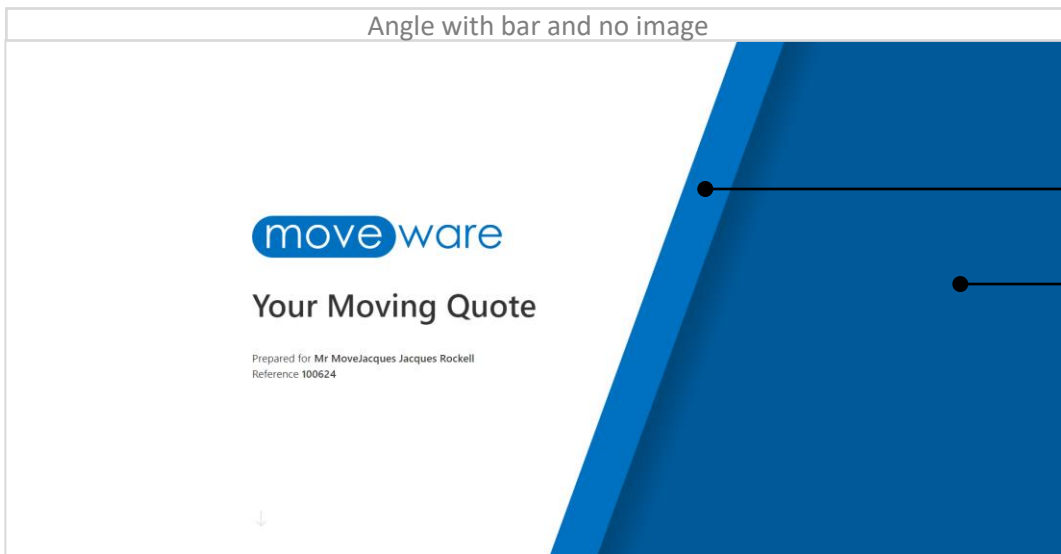 Angle with bar and no image
moveware
Your Moving Quote
Prepared for Mr MoveJacques Jacques Rockell
Reference 100624